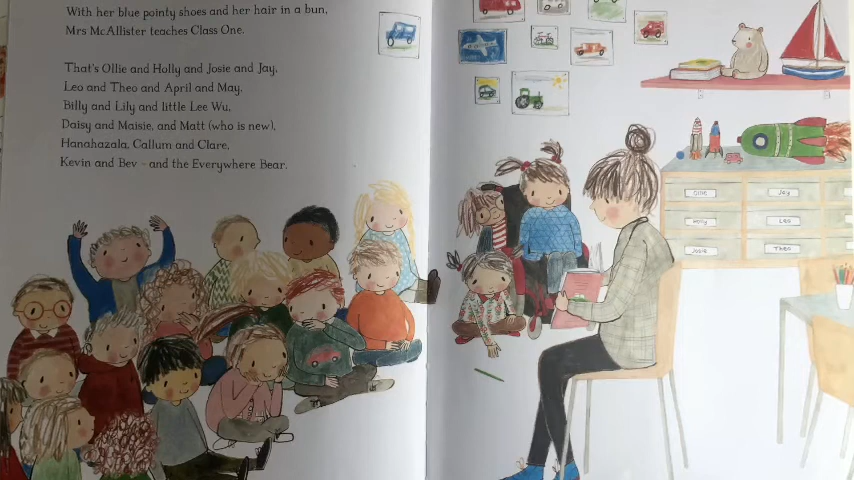 With her blue pointy shoes and her hair in a bun,
Mrs McAllister teaches Class One.
That's Ollie and Holly and Josie and Jay,
Leo and Theo and April and May,
Billy and Lily and little Lee Wu,
Daisy and Maisie, and Matt (who is new),
Hanahazala, Callum and Clare,
Kevin and Bev – and the Everywhere Bear.
Ollie Jay
Holly Leo
Josie Theo